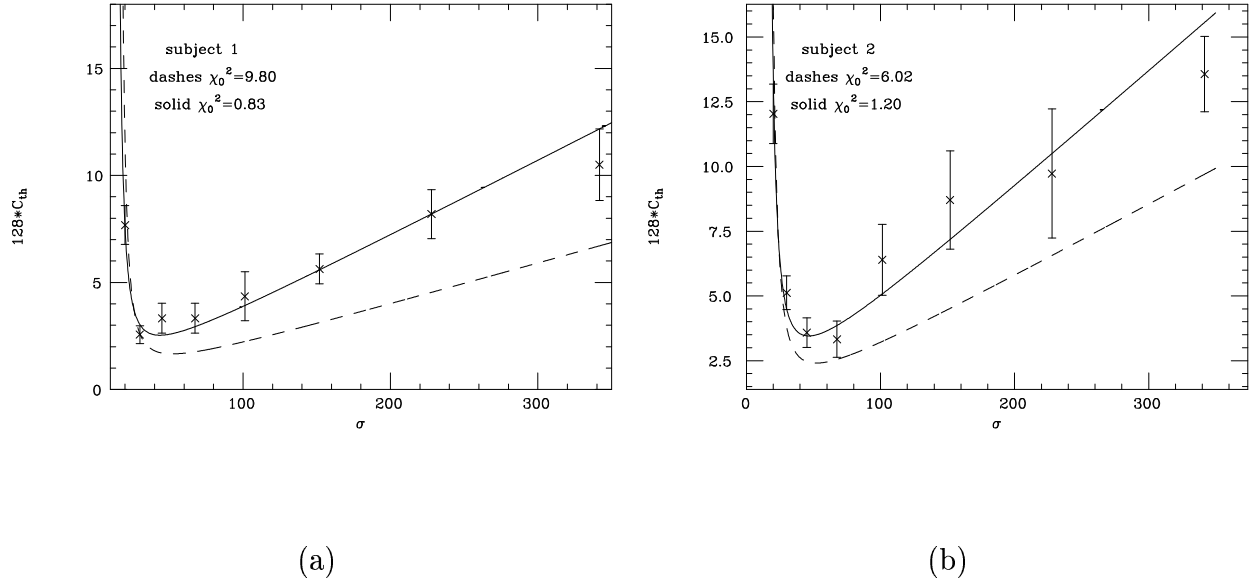 subject 1
dashes χ₀²=9.80
solid χ₀²=0.83
15
10
5
0
100
200
300
σ
128*C_th
(a)
subject 2
dashes χ₀²=6.02
solid χ₀²=1.20
15.0
12.5
10.0
7.5
5.0
2.5
0
100
200
300
σ
128*C_th
(b)